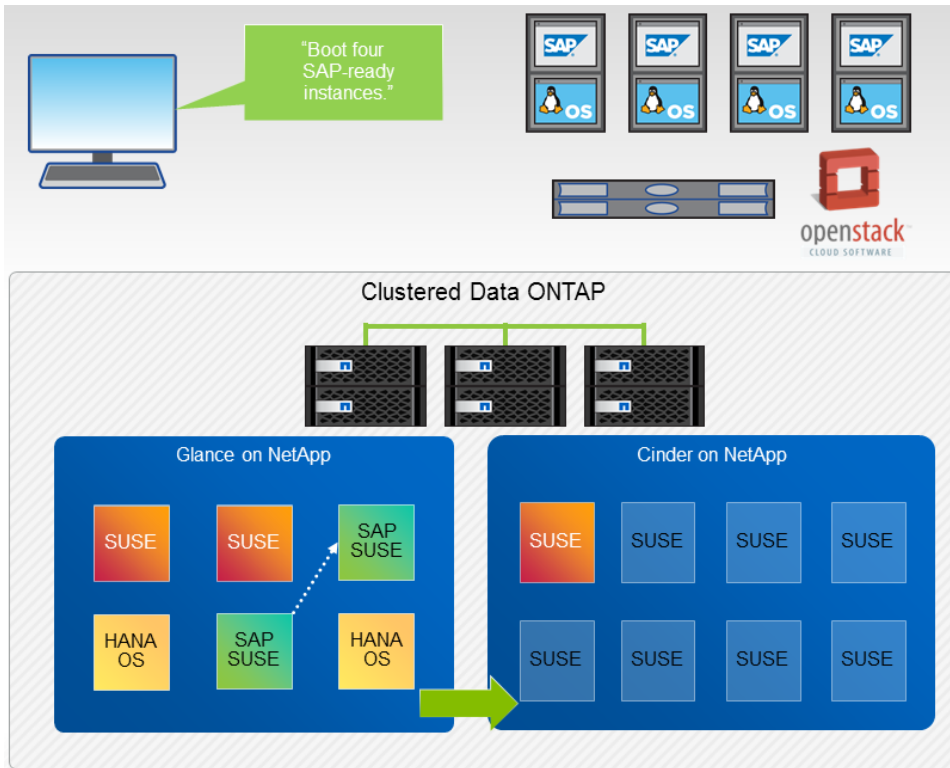 “Boot four
SAP-ready
instances.”
SAP SAP SAP SAP
OS OS OS OS
openstack
CLOUD SOFTWARE
Clustered Data ONTAP
Glance on NetApp
SUSE
SUSE
SAP
SUSE
HANA
OS
SAP
SUSE
HANA
OS
Cinder on NetApp
SUSE SUSE SUSE SUSE
SUSE SUSE SUSE SUSE